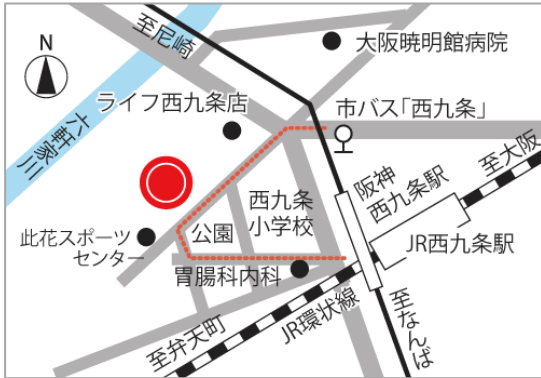 N
至尼崎
大阪暁明館病院
ライフ西九条店
市バス「西九条」
六軒家川
至大阪
阪神
西九条駅
西九条
小学校
公園
此花スポーツ
センター
JR西九条駅
胃腸科内科
JR環状線
至弁天町
至なんば